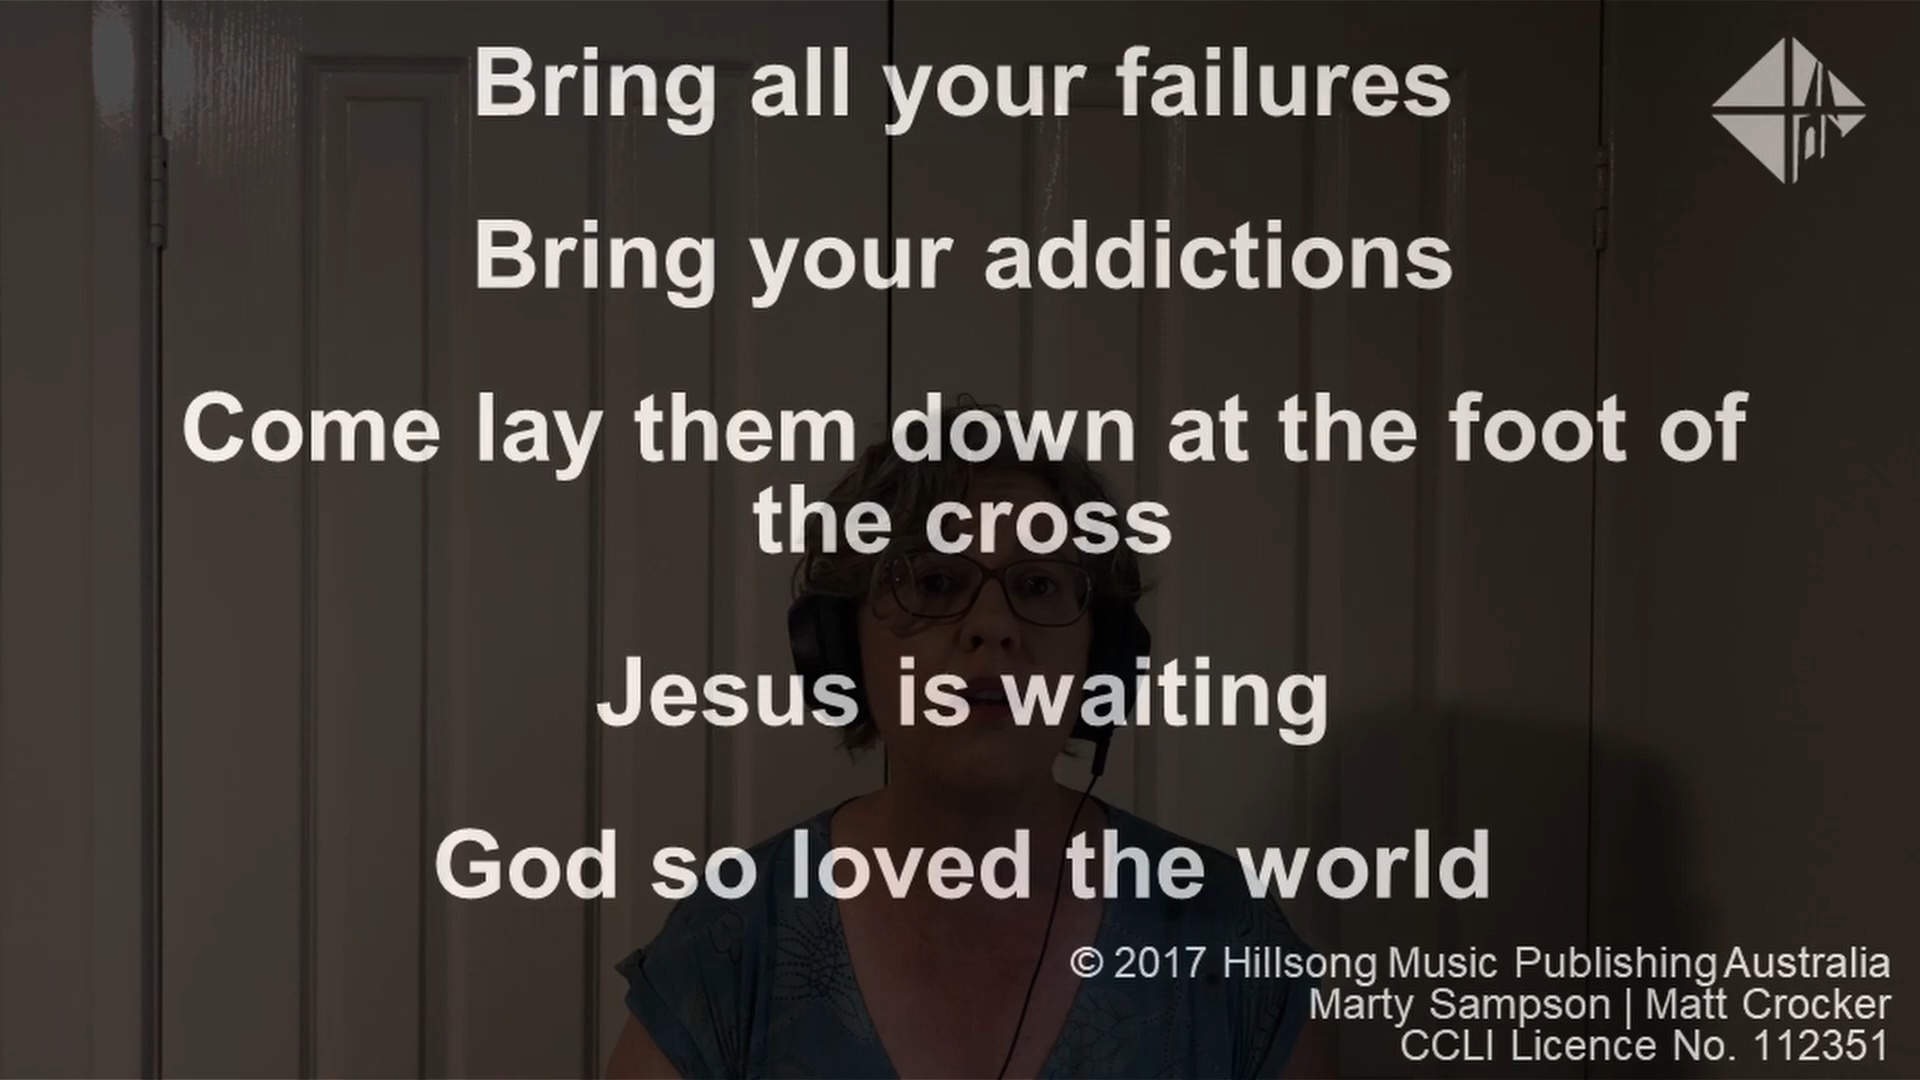 Bring all your failures
Bring your addictions
Come lay them down at the foot of
the cross
Jesus is waiting
God so loved the world
© 2017 Hillsong Music Publishing Australia
Marty Sampson | Matt Crocker
CCLI Licence No. 112351